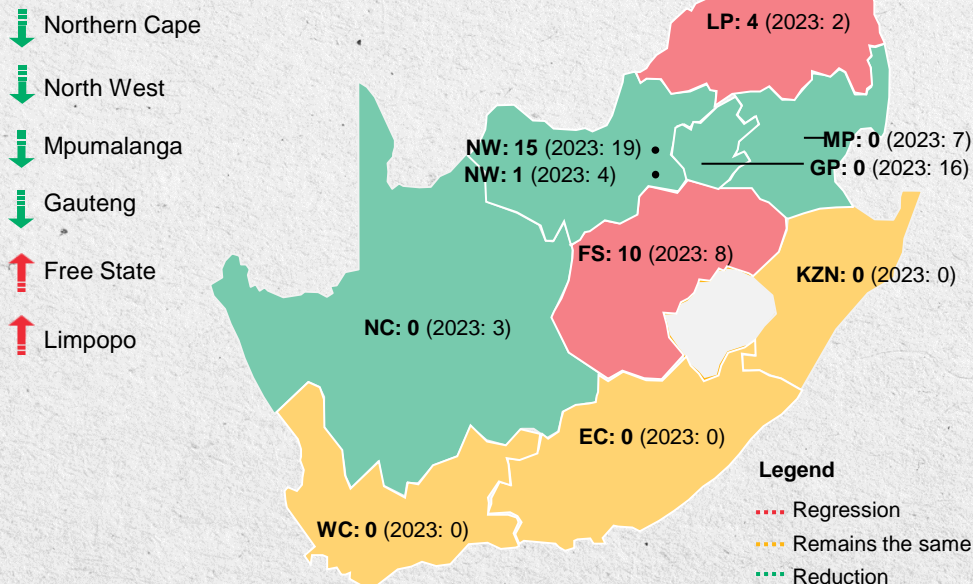 Northern Cape
North West
Mpumalanga
Gauteng
Free State
Limpopo
LP: 4 (2023: 2)
NW: 15 (2023: 19)
NW: 1 (2023: 4)
MP: 0 (2023: 7)
GP: 0 (2023: 16)
FS: 10 (2023: 8)
KZN: 0 (2023: 0)
NC: 0 (2023: 3)
EC: 0 (2023: 0)
WC: 0 (2023: 0)
Legend
Regression
Remains the same
Reduction